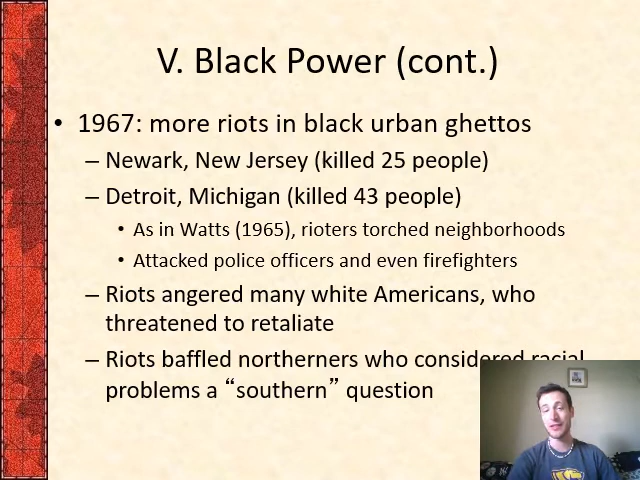 V. Black Power (cont.)
• 1967: more riots in black urban ghettos
– Newark, New Jersey (killed 25 people)
– Detroit, Michigan (killed 43 people)
• As in Watts (1965), rioters torched neighborhoods
• Attacked police officers and even firefighters
– Riots angered many white Americans, who
threatened to retaliate
– Riots baffled northerners who considered racial
problems a “southern” question